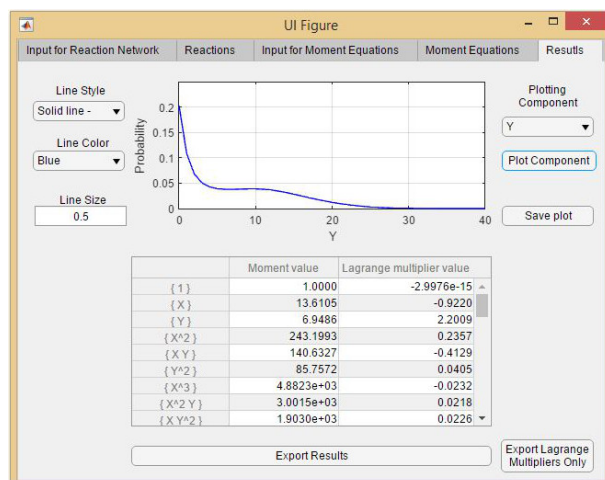 UI Figure
Input for Reaction Network Reactions Input for Moment Equations Moment Equations Resutls
Line Style
Solid line -
Line Color
Blue
Line Size
0.5
Probability
0.2
0.15
0.1
0.05
0
0 10 20 30 40
Y
Plotting
Component
Y
Plot Component
Save plot
Moment value Lagrange multiplier value
{ 1 } 1.0000 -2.9976e-15
{ X } 13.6105 -0.9220
{ Y } 6.9486 2.2009
{ X^2 } 243.1993 0.2357
{ X Y } 140.6327 -0.4129
{ Y^2 } 85.7572 0.0405
{ X^3 } 4.8823e+03 -0.0232
{ X^2 Y } 3.0015e+03 0.0218
{ X Y^2 } 1.9030e+03 0.0226
Export Results
Export Lagrange
Multipliers Only